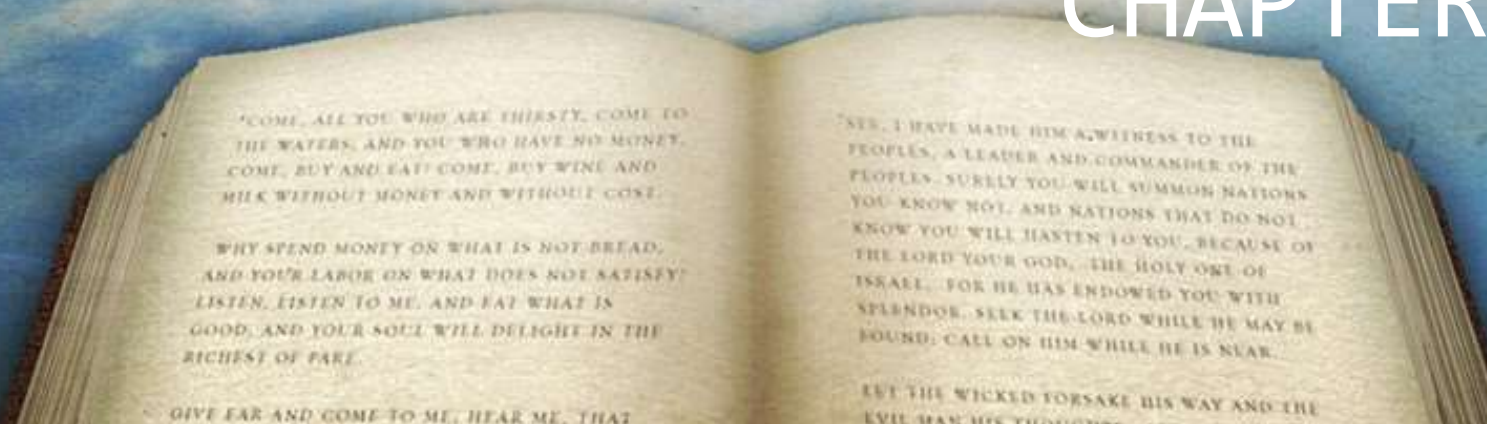 CHAPTER
"COME, ALL YOU WHO ARE THIRSTY, COME TO
THE WATERS; AND YOU WHO HAVE NO MONEY,
COME, BUY AND EAT! COME, BUY WINE AND
MILK WITHOUT MONEY AND WITHOUT COST.
WHY SPEND MONEY ON WHAT IS NOT BREAD,
AND YOUR LABOR ON WHAT DOES NOT SATISFY?
LISTEN, LISTEN TO ME, AND EAT WHAT IS
GOOD, AND YOUR SOUL WILL DELIGHT IN THE
RICHEST OF FARE.
GIVE EAR AND COME TO ME, HEAR ME, THAT
"SEE, I HAVE MADE HIM A WITNESS TO THE
PEOPLES, A LEADER AND COMMANDER OF THE
PEOPLES. SURELY YOU WILL SUMMON NATIONS
YOU KNOW NOT, AND NATIONS THAT DO NOT
KNOW YOU WILL HASTEN TO YOU, BECAUSE OF
THE LORD YOUR GOD, THE HOLY ONE OF
ISRAEL, FOR HE HAS ENDOWED YOU WITH
SPLENDOR. SEEK THE LORD WHILE HE MAY BE
FOUND; CALL ON HIM WHILE HE IS NEAR.
LET THE WICKED FORSAKE HIS WAY AND THE
EVIL MAN HIS THOUGHTS